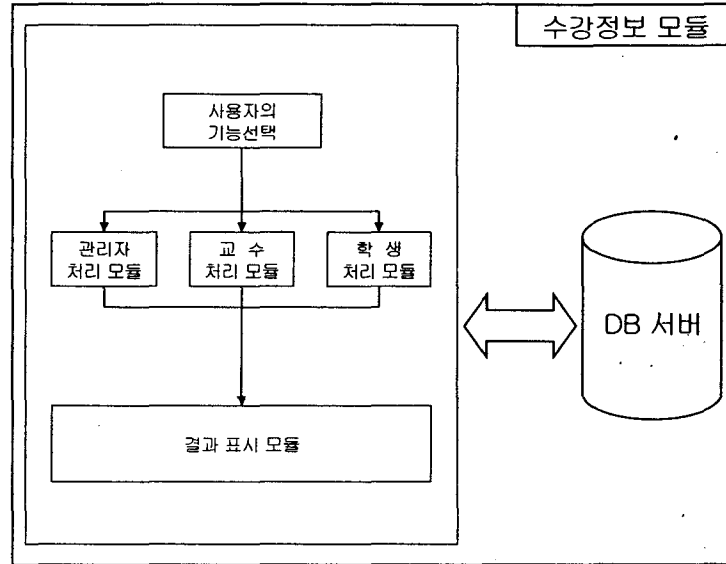 수강정보 모듈
사용자의
기능선택
관리자
처리 모듈
교 수
처리 모듈
학 생
처리 모듈
DB 서버
결과 표시 모듈